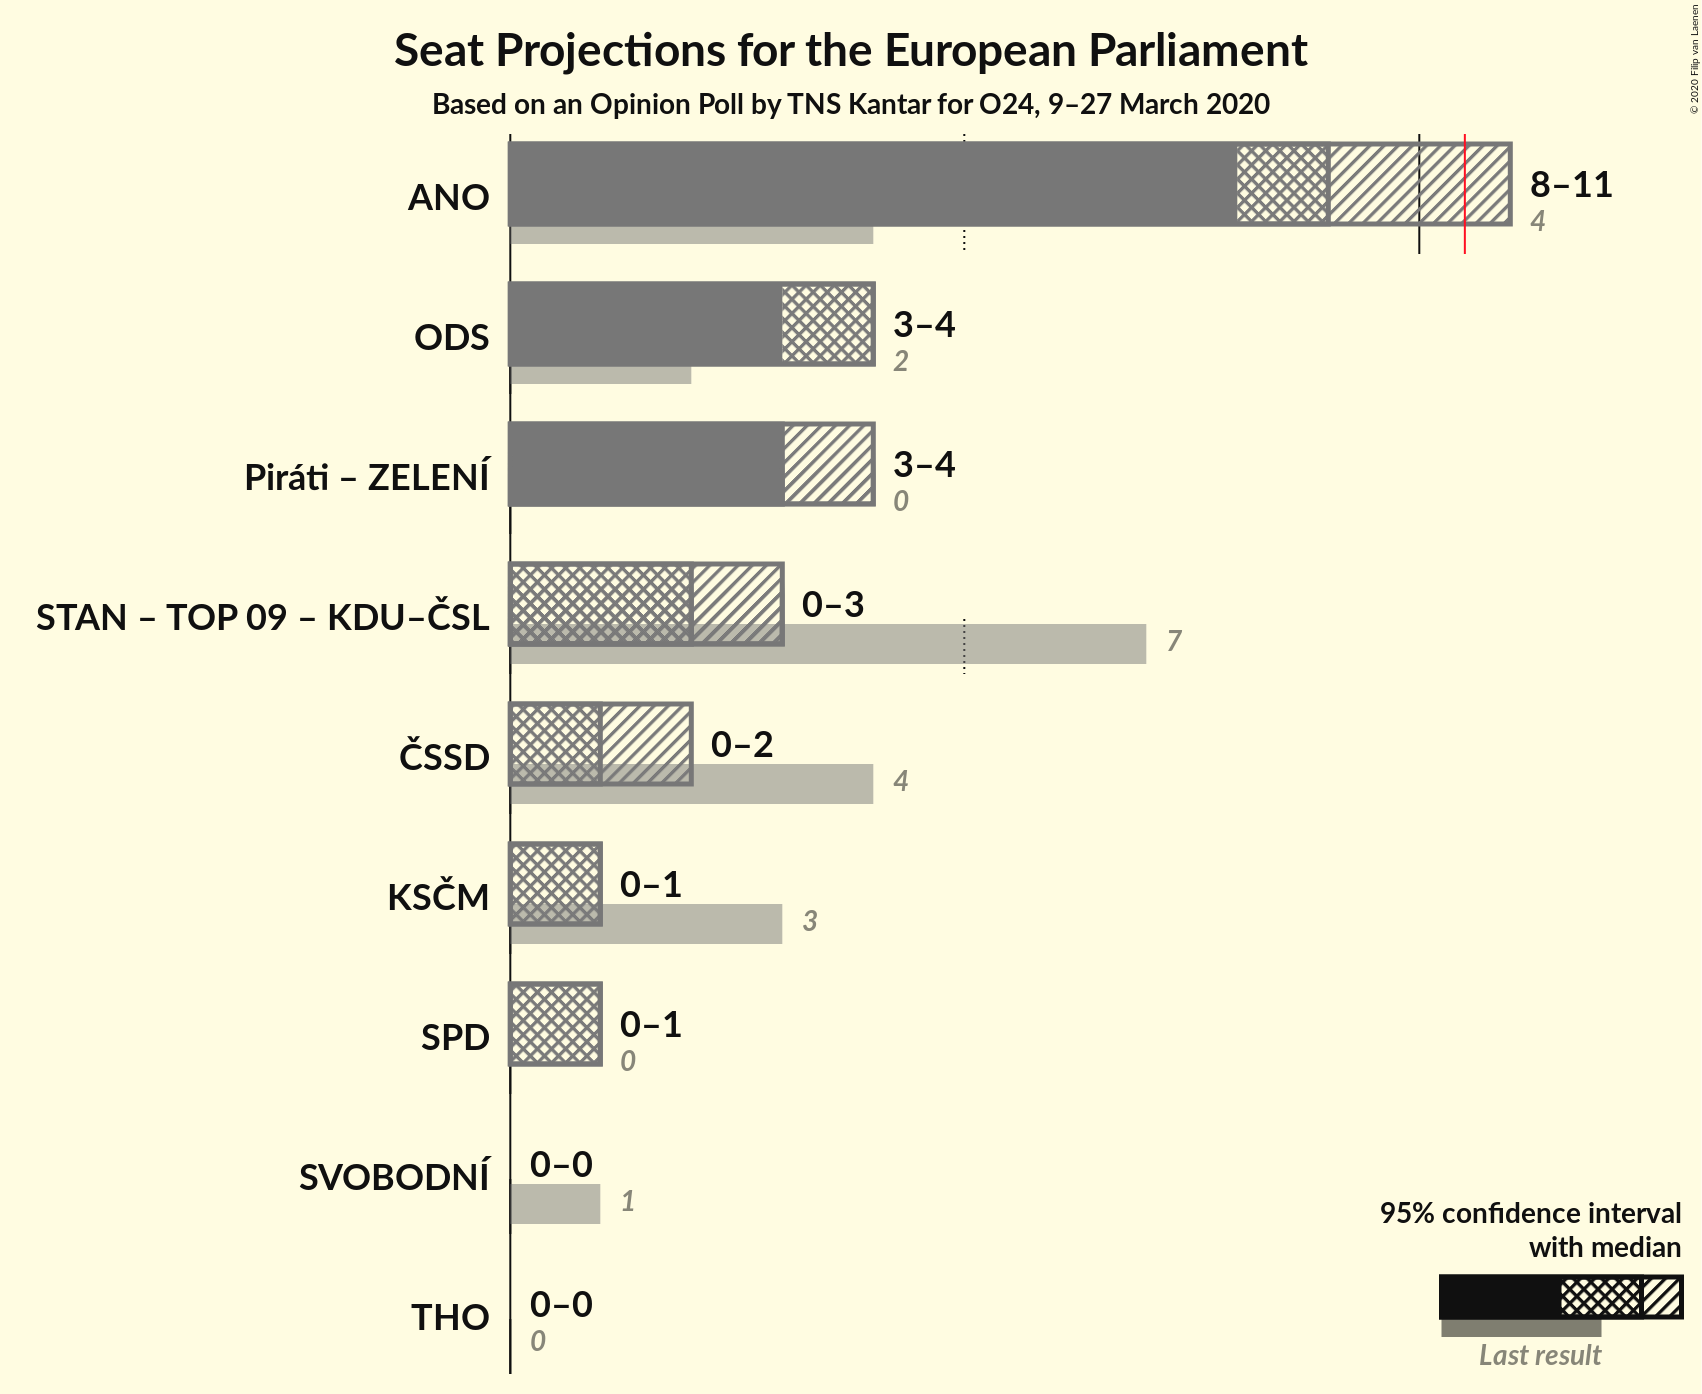 Seat Projections for the European Parliament
Based on an Opinion Poll by TNS Kantar for O24, 9–27 March 2020
© 2020 Filip van Laenen
ANO
8–11
4
ODS
3–4
2
Piráti – ZELENÍ
3–4
0
STAN – TOP 09 – KDU–ČSL
0–3
7
ČSSD
0–2
4
KSČM
0–1
3
SPD
0–1
0
SVOBODNÍ
0–0
1
THO
0–0
0
95% confidence interval
with median
Last result